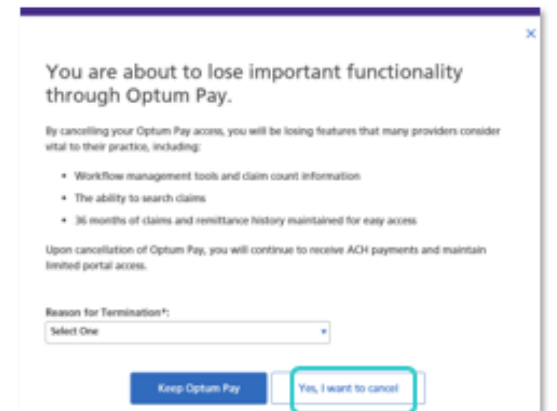 You are about to lose important functionality
through Optum Pay.
By cancelling your Optum Pay access, you will be losing features that many providers consider
vital to their practice, including:
• Workflow management tools and claim count information
• The ability to search claims
• 36 months of claims and remittance history maintained for easy access
Upon cancellation of Optum Pay, you will continue to receive ACH payments and maintain
limited portal access.
Reason for Termination*:
Select One
Keep Optum Pay
Yes, I want to cancel